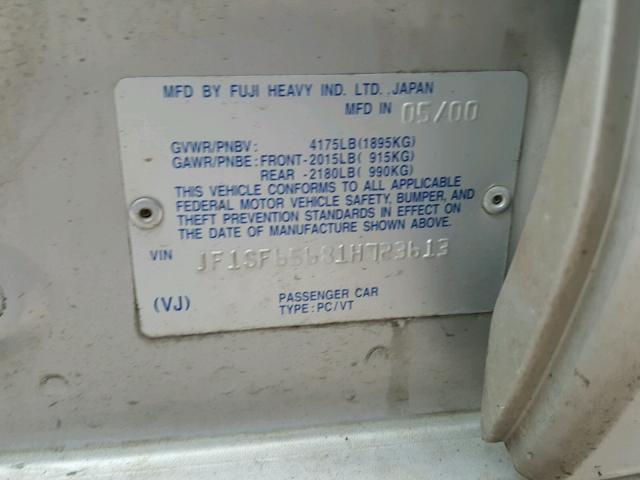 MFD BY FUJI HEAVY IND. LTD.,JAPAN
MFD IN 05/00
GVWR/PNBV: 4175LB(1895KG)
GAWR/PNBE: FRONT-2015LB( 915KG)
REAR -2180LB( 990KG)
THIS VEHICLE CONFORMS TO ALL APPLICABLE
FEDERAL MOTOR VEHICLE SAFETY, BUMPER, AND
THEFT PREVENTION STANDARDS IN EFFECT ON
THE DATE OF MANUFACTURE SHOWN ABOVE.
VIN JF1SF65681H723613
(VJ) PASSENGER CAR
TYPE: PC/VT